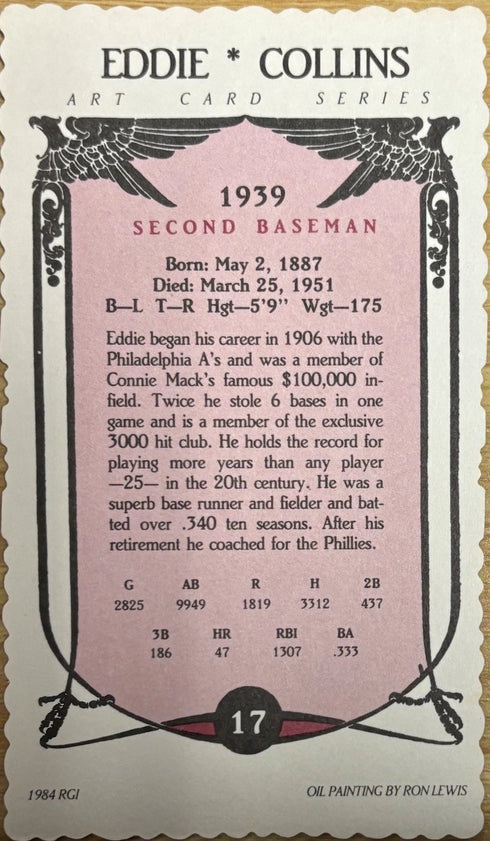 EDDIE * COLLINS
ART CARD SERIES
1939
SECOND BASEMAN
Born: May 2, 1887
Died: March 25, 1951
B—L T—R Hgt—5'9" Wgt—175
Eddie began his career in 1906 with the
Philadelphia A's and was a member of
Connie Mack's famous $100,000 in-
field. Twice he stole 6 bases in one
game and is a member of the exclusive
3000 hit club. He holds the record for
playing more years than any player
—25— in the 20th century. He was a
superb base runner and fielder and bat-
ted over .340 ten seasons. After his
retirement he coached for the Phillies.
G AB R H 2B
2825 9949 1819 3312 437
3B HR RBI BA
186 47 1307 .333
17
1984 RGI
OIL PAINTING BY RON LEWIS